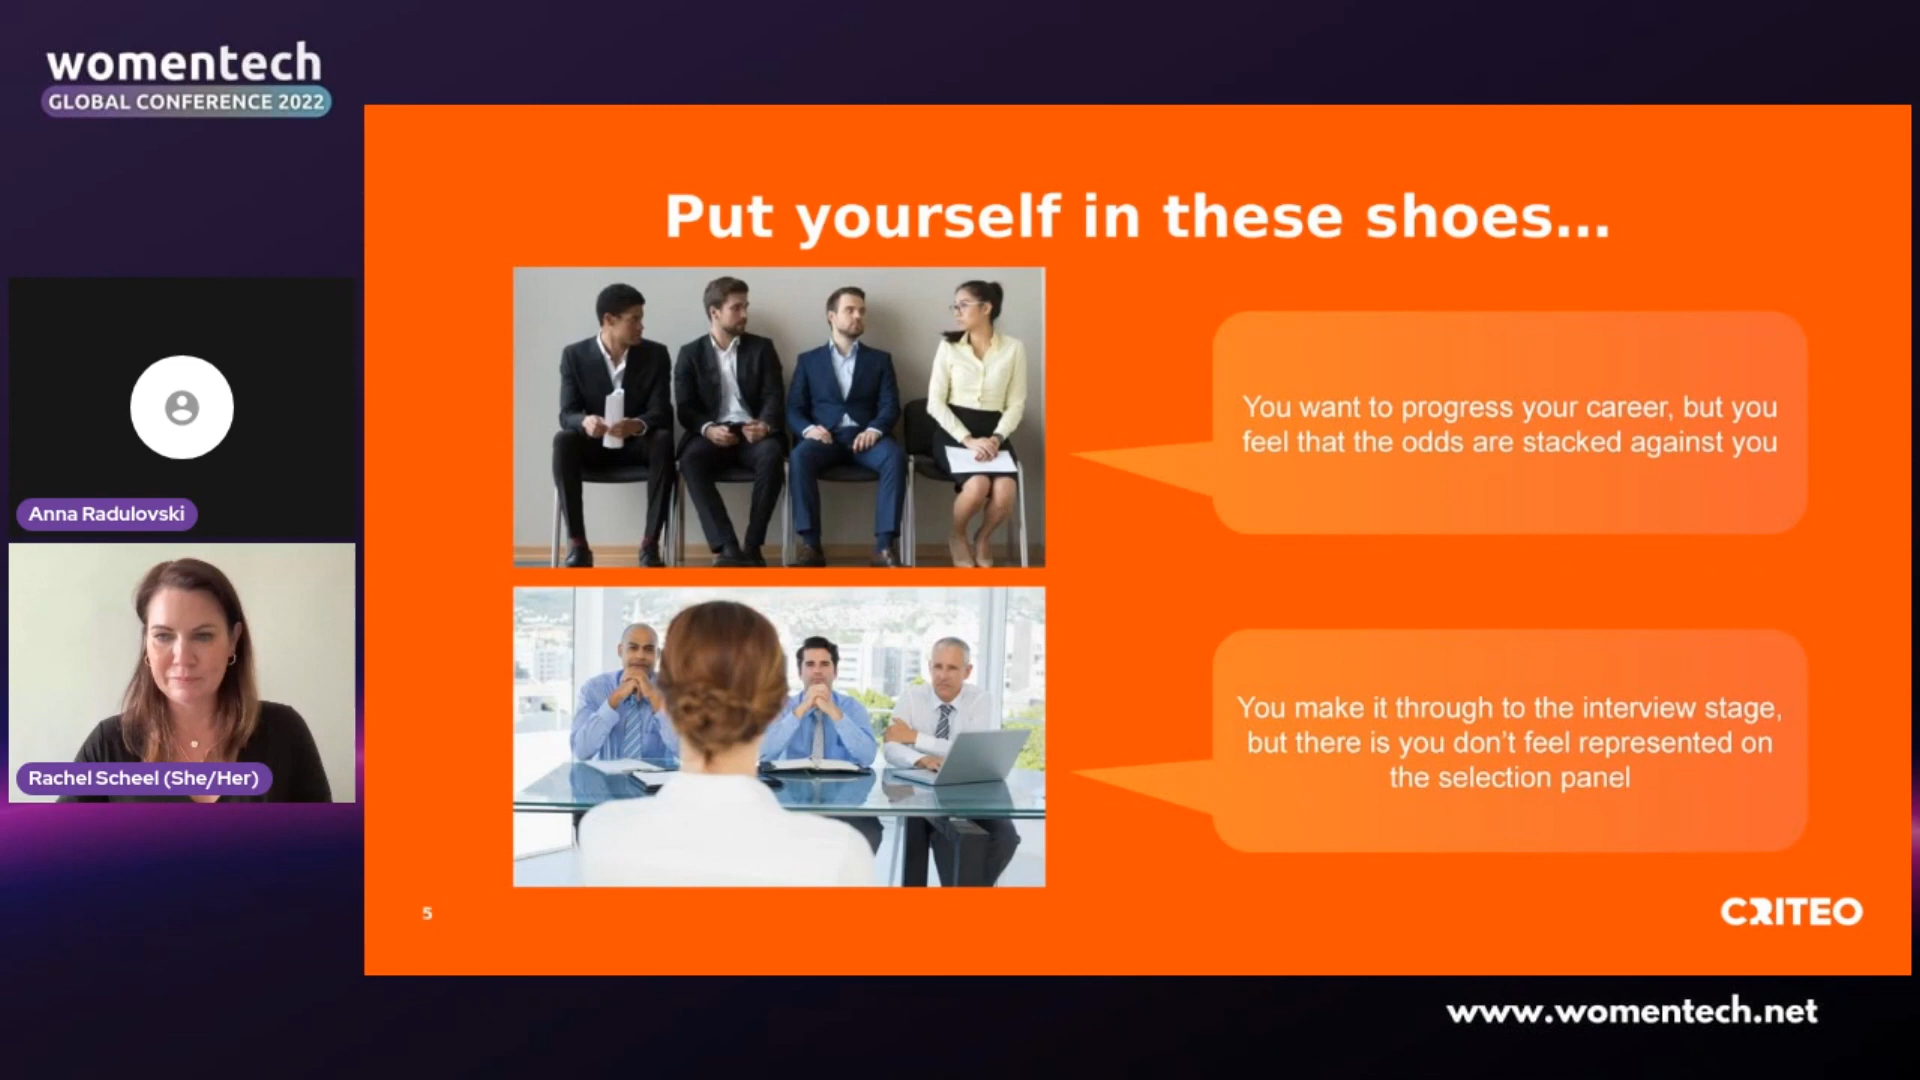 womentech
GLOBAL CONFERENCE 2022
Anna Radulovski
Rachel Scheel (She/Her)
Put yourself in these shoes...
You want to progress your career, but you
feel that the odds are stacked against you
You make it through to the interview stage,
but there is you don't feel represented on
the selection panel
5
CRITEO
www.womentech.net